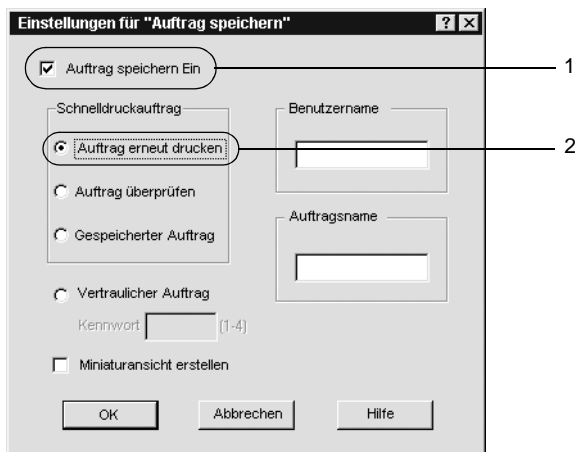 Einstellungen für "Auftrag speichern"
Auftrag speichern Ein
1
Schnelldruckauftrag
Benutzername
Auftrag erneut drucken
2
Auftrag überprüfen
Auftragsname
Gespeicherter Auftrag
Vertraulicher Auftrag
Kennwort (1-4)
Miniaturansicht erstellen
OK Abbrechen Hilfe